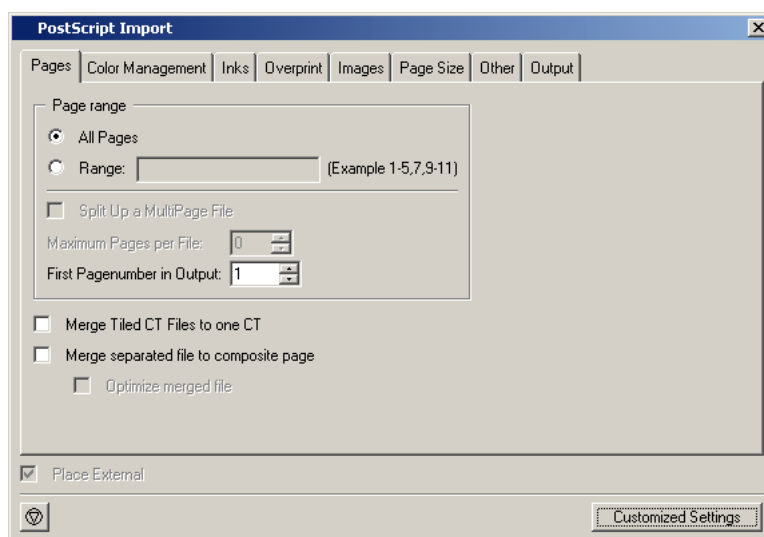 PostScript Import
Pages Color Management Inks Overprint Images Page Size Other Output
Page range
All Pages
Range: (Example 1-5,7,9-11)
Split Up a MultiPage File
Maximum Pages per File: 0
First Pagenumber in Output: 1
Merge Tiled CT Files to one CT
Merge separated file to composite page
Optimize merged file
Place External
Customized Settings